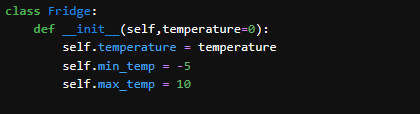 class Fridge:
    def __init__(self,temperature=0):
        self.temperature = temperature
        self.min_temp = -5
        self.max_temp = 10